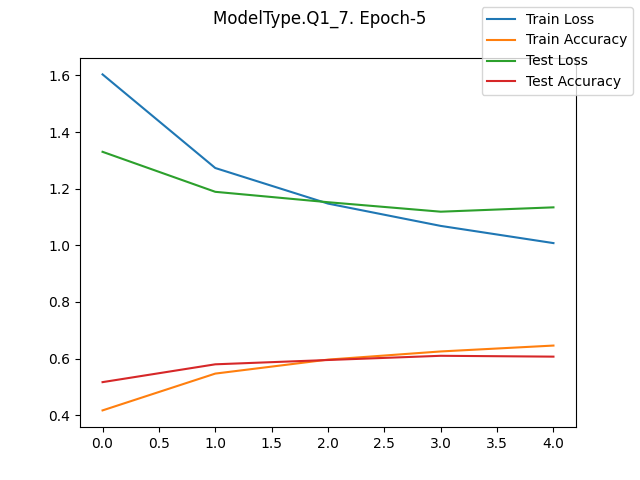 ModelType.Q1_7. Epoch-5
Train Loss
Train Accuracy
Test Loss
Test Accuracy
1.6
1.4
1.2
1.0
0.8
0.6
0.4
0.0 0.5 1.0 1.5 2.0 2.5 3.0 3.5 4.0